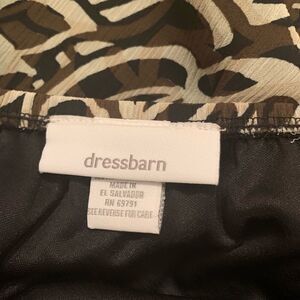 dressbarn
MADE IN
EL SALVADOR
RN 69791
SEE REVERSE FOR CARE